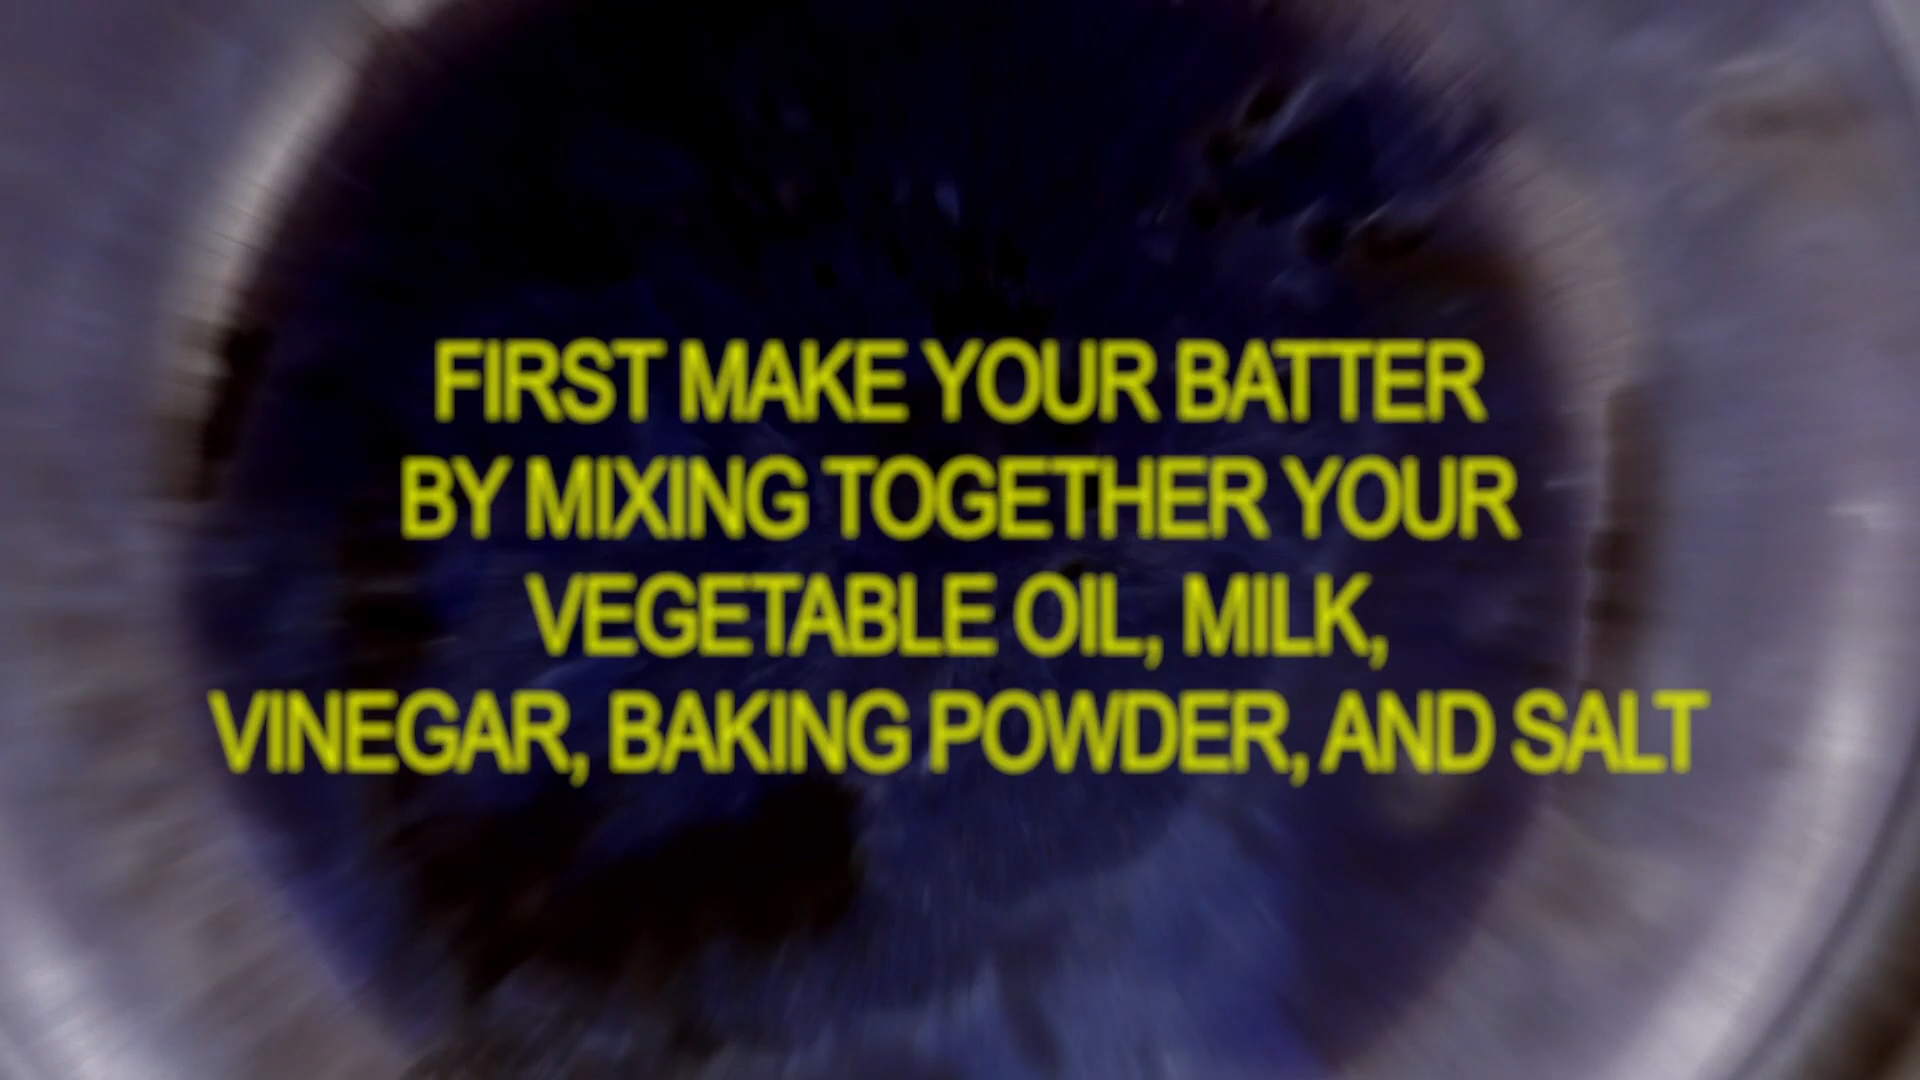 FIRST MAKE YOUR BATTER
BY MIXING TOGETHER YOUR
VEGETABLE OIL, MILK,
VINEGAR, BAKING POWDER, AND SALT